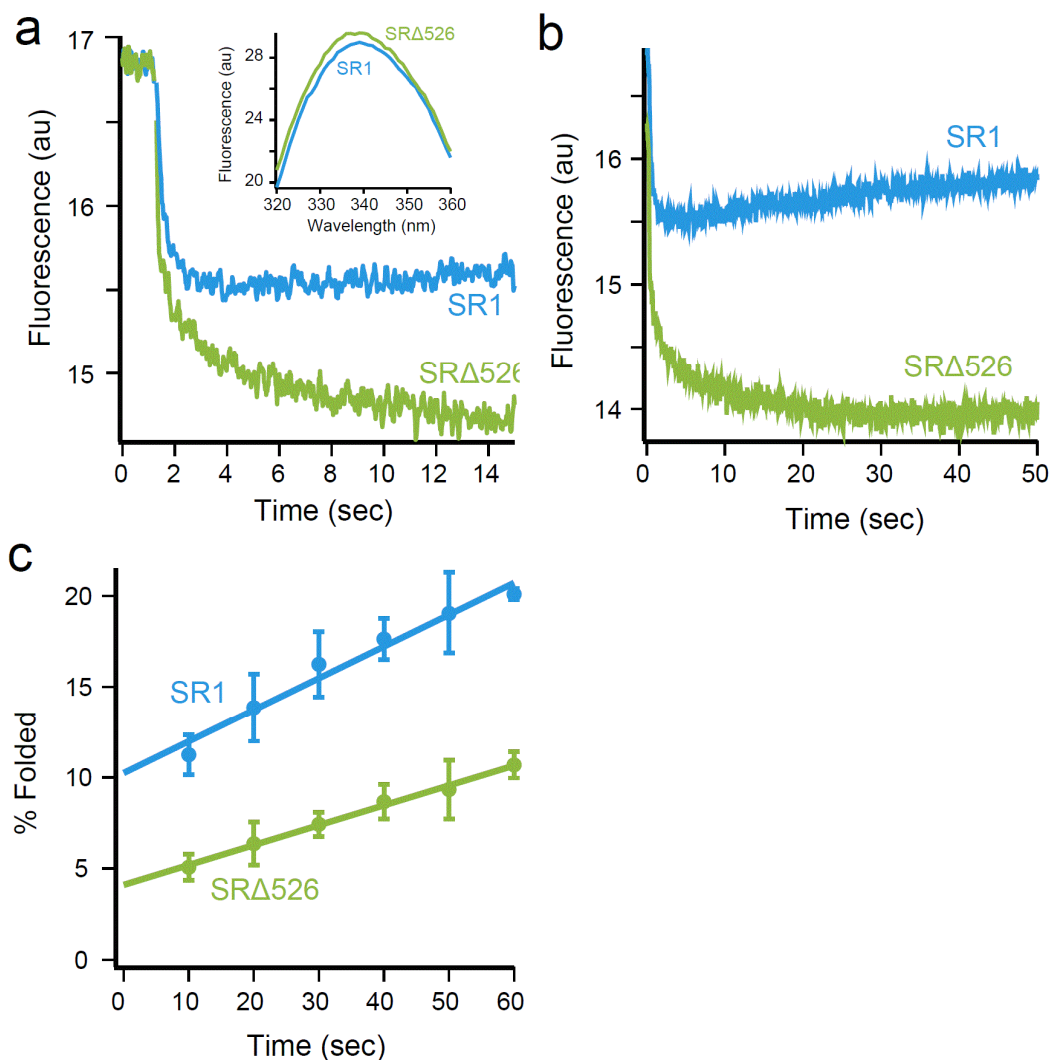 a
17
16
15
Fluorescence (au)
0 2 4 6 8 10 12 14
Time (sec)
SR1
SRΔ526
28
24
20
Fluorescence (au)
320 330 340 350 360
Wavelength (nm)
SRΔ526
SR1
b
16
15
14
Fluorescence (au)
0 10 20 30 40 50
Time (sec)
SR1
SRΔ526
c
20
15
10
5
0
% Folded
0 10 20 30 40 50 60
Time (sec)
SR1
SRΔ526